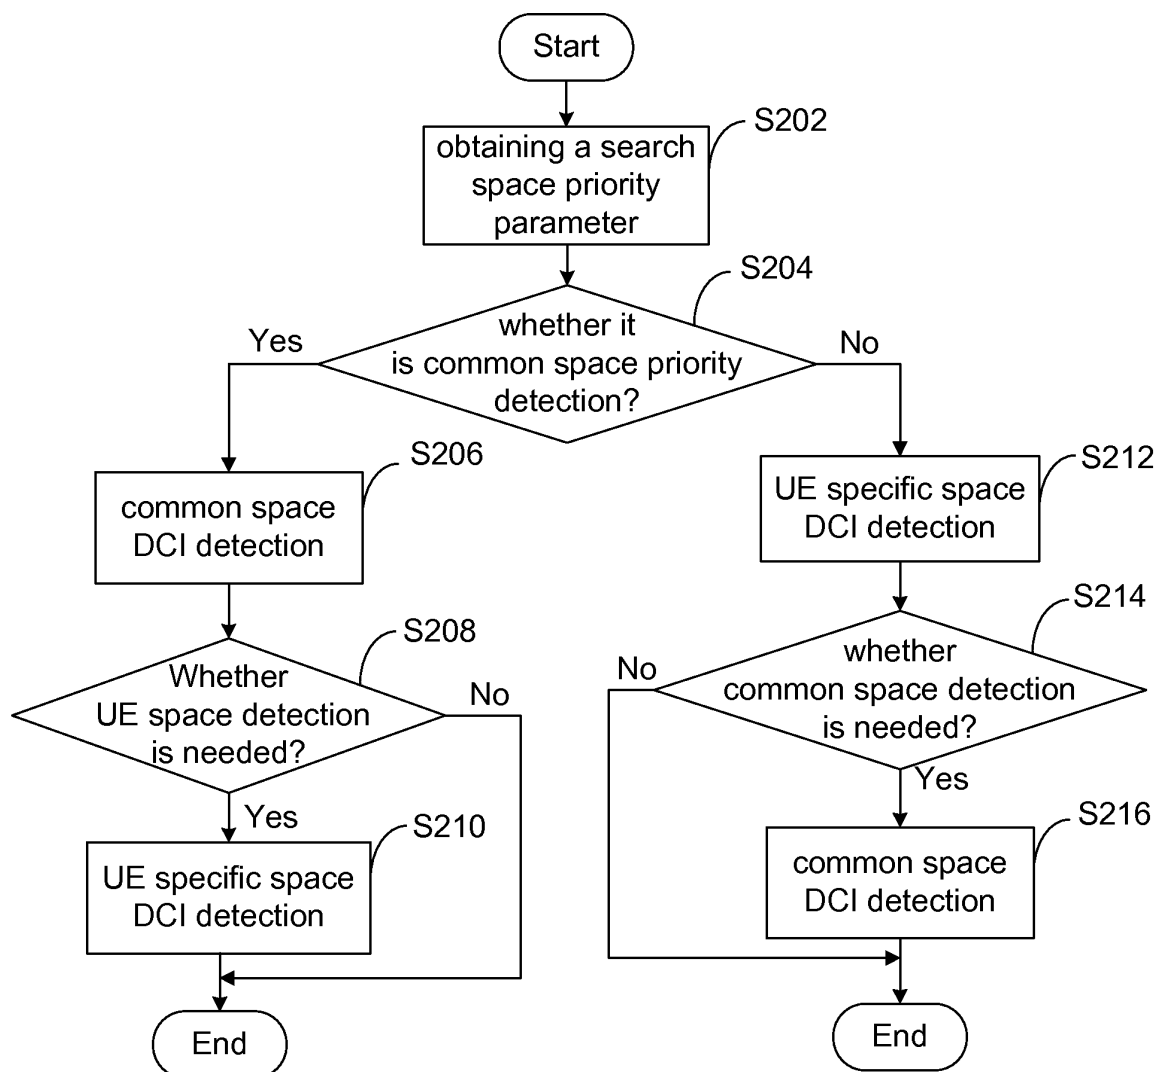 Start
S202
obtaining a search
space priority
parameter
S204
whether it
is common space priority
detection?
Yes
No
S206
common space
DCI detection
S212
UE specific space
DCI detection
S208
Whether
UE space detection
is needed?
No
Yes
S214
whether
common space detection
is needed?
No
Yes
S210
UE specific space
DCI detection
S216
common space
DCI detection
End
End